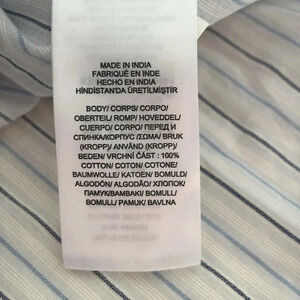 MADE IN INDIA
FABRIQUÉ EN INDE
HECHO EN INDIA
HİNDİSTAN'DA ÜRETİLMİŞTİR
BODY/ CORPS/ CORPO/
OBERTEIL/ ROMP/ HOVEDDEL/
CUERPO/ CORPO/ ПЕРЕД И
СПИНКА/КОРПУС/ ΣΩΜΑ/ BRUK
(KROPP)/ ANVÄND (KROPP)/
BEDEN/ VRCHNÍ ČÁST : 100%
COTTON/ COTON/ COTONE/
BAUMWOLLE/ KATOEN/ BOMULD/
ALGODÓN/ ALGODÃO/ ХЛОПОК/
ΠΑΜΥΚ/BAMBAKI/ BOMULL/
BOMULL/ PAMUK/ BAVLNA